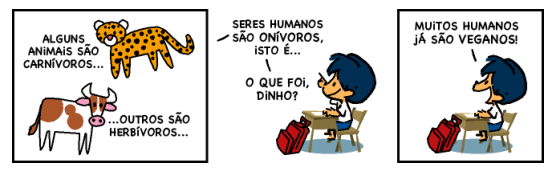 ALGUNS
ANIMAIS SÃO
CARNÍVOROS...
...OUTROS SÃO
HERBÍVOROS...
SERES HUMANOS
SÃO ONÍVOROS,
ISTO É...
O QUE FOI,
DINHO?
MUITOS HUMANOS
JÁ SÃO VEGANOS!